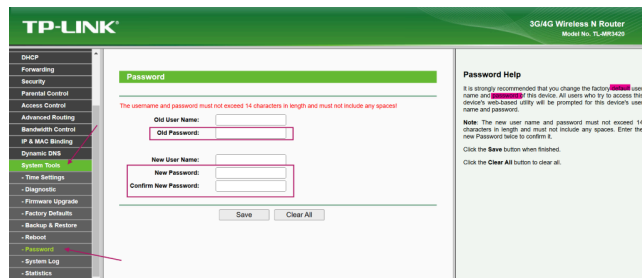 TP-LINK®
3G/4G Wireless N Router
Model No. TL-MR3420
DHCP
Forwarding
Security
Parental Control
Access Control
Advanced Routing
Bandwidth Control
IP & MAC Binding
Dynamic DNS
System Tools
- Time Settings
- Diagnostic
- Firmware Upgrade
- Factory Defaults
- Backup & Restore
- Reboot
- Password
- System Log
- Statistics
Password
The username and password must not exceed 14 characters in length and must not include any spaces!
Old User Name:
Old Password:
New User Name:
New Password:
Confirm New Password:
Save
Clear All
Password Help
It is strongly recommended that you change the factory default user
name and password of this device. All users who try to access this
device's web-based utility will be prompted for this device's user
name and password.
Note: The new user name and password must not exceed 14
characters in length and must not include any spaces. Enter the
new Password twice to confirm it.
Click the Save button when finished.
Click the Clear All button to clear all.